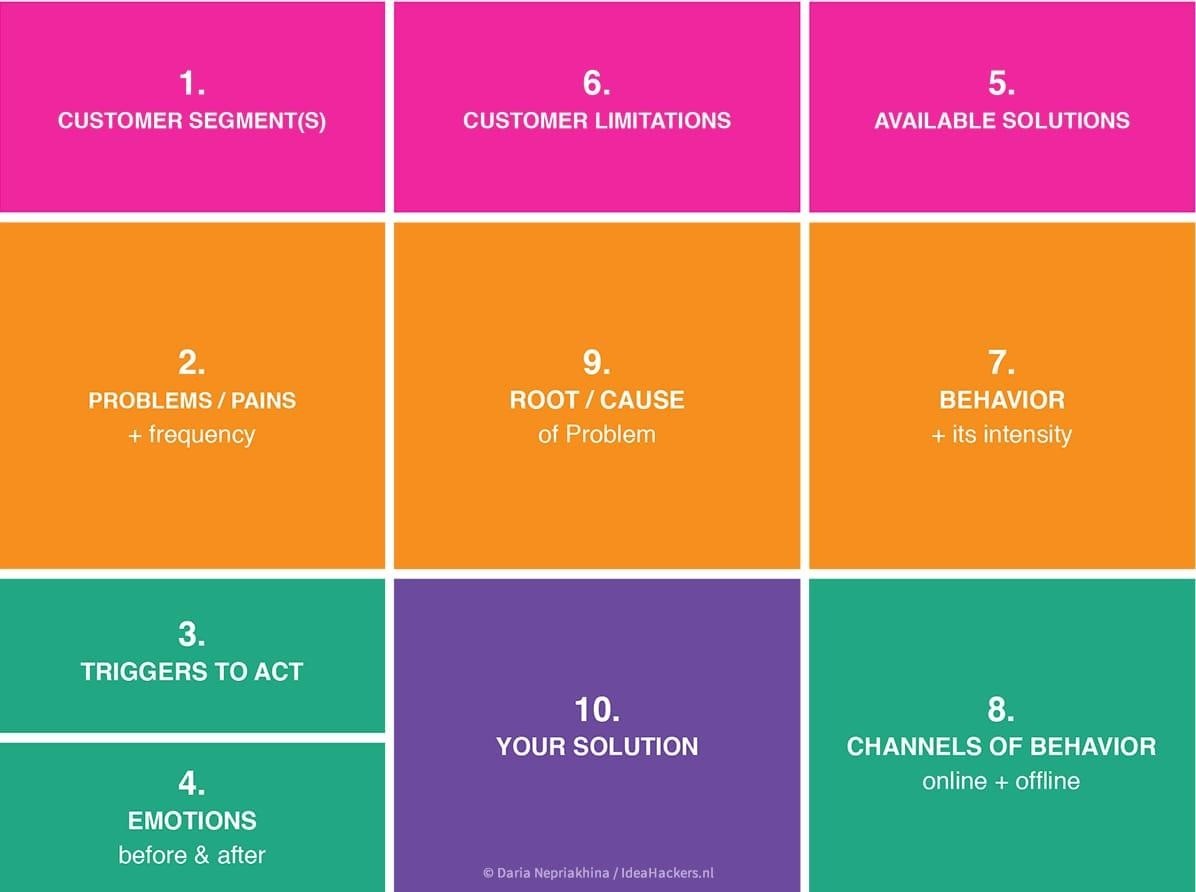 1.
CUSTOMER SEGMENT(S)
6.
CUSTOMER LIMITATIONS
5.
AVAILABLE SOLUTIONS
2.
PROBLEMS / PAINS
+ frequency
9.
ROOT / CAUSE
of Problem
7.
BEHAVIOR
+ its intensity
3.
TRIGGERS TO ACT
4.
EMOTIONS
before & after
10.
YOUR SOLUTION
© Daria Nepriakhina / IdeaHackers.nl
8.
CHANNELS OF BEHAVIOR
online + offline